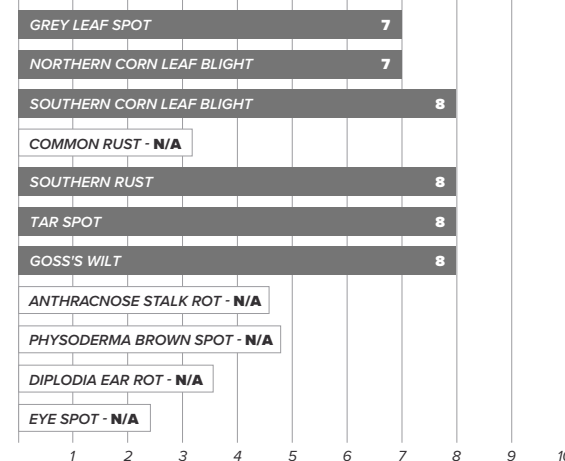 GREY LEAF SPOT 7
NORTHERN CORN LEAF BLIGHT 7
SOUTHERN CORN LEAF BLIGHT 8
COMMON RUST - N/A
SOUTHERN RUST 8
TAR SPOT 8
GOSS'S WILT 8
ANTHRACNOSE STALK ROT - N/A
PHYSODERMA BROWN SPOT - N/A
DIPLODIA EAR ROT - N/A
EYE SPOT - N/A
1 2 3 4 5 6 7 8 9 10